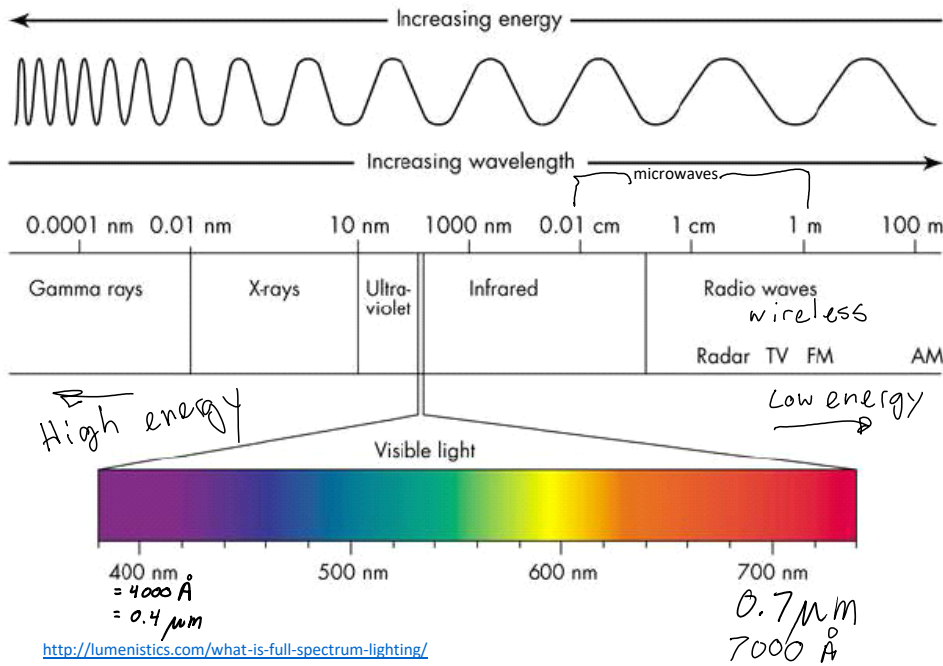 Increasing energy
Increasing wavelength
microwaves
0.0001 nm 0.01 nm 10 nm 1000 nm 0.01 cm 1 cm 1 m 100 m
Gamma rays X-rays Ultra-violet Infrared Radio waves
wireless
Radar TV FM AM
High energy Low energy
Visible light
400 nm 500 nm 600 nm 700 nm
= 4000 Å
= 0.4 μm
0.7 μm
7000 Å
http://lumenistics.com/what-is-full-spectrum-lighting/